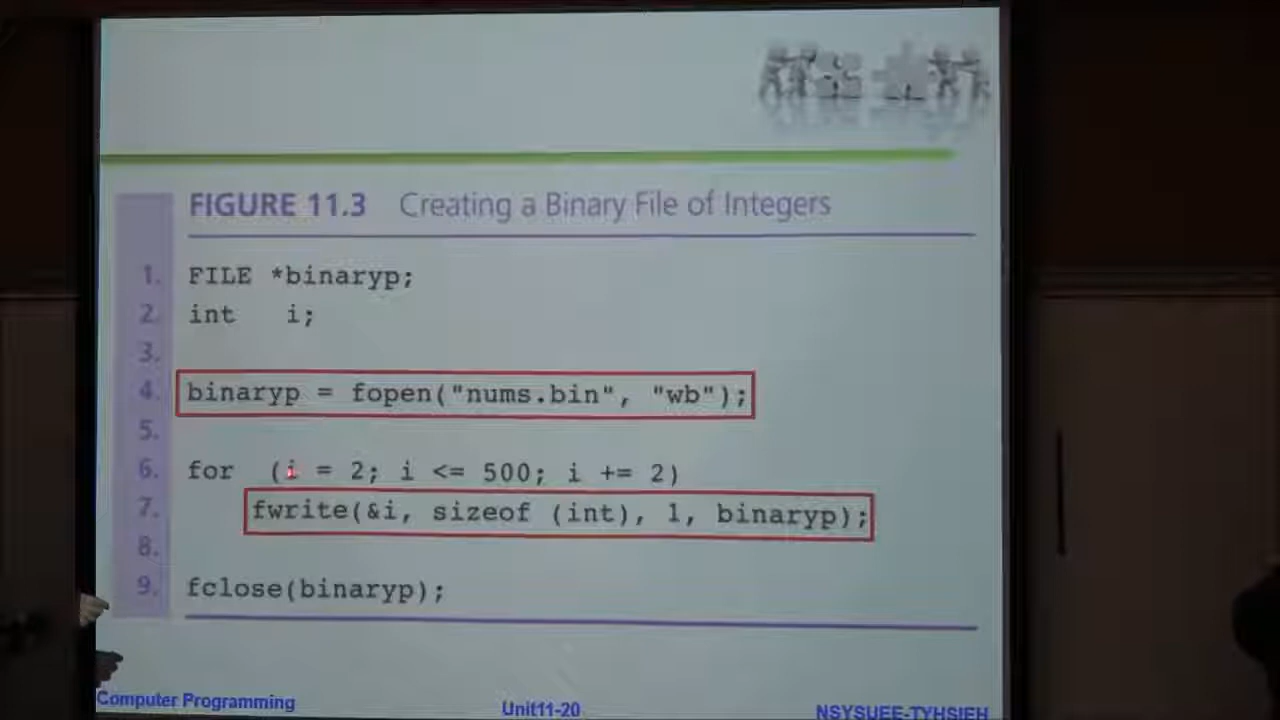 FIGURE 11.3 Creating a Binary File of Integers
1. FILE *binaryp;
2. int i;
3.
4. binaryp = fopen("nums.bin", "wb");
5.
6. for (i = 2; i <= 500; i += 2)
7. fwrite(&i, sizeof (int), 1, binaryp);
8.
9. fclose(binaryp);
Computer Programming Unit11-20 NSYSUEE-TYHSIEH